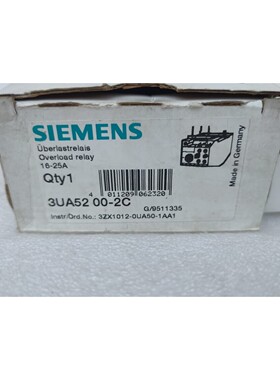 SIEMENS
Überlastrelais
Overload relay
16-25A
Qty1
4 011209 062320
3UA52 00-2C
G/9511335
Instr/Ord.No.: 3ZX1012-0UA50-1AA1
Made in Germany